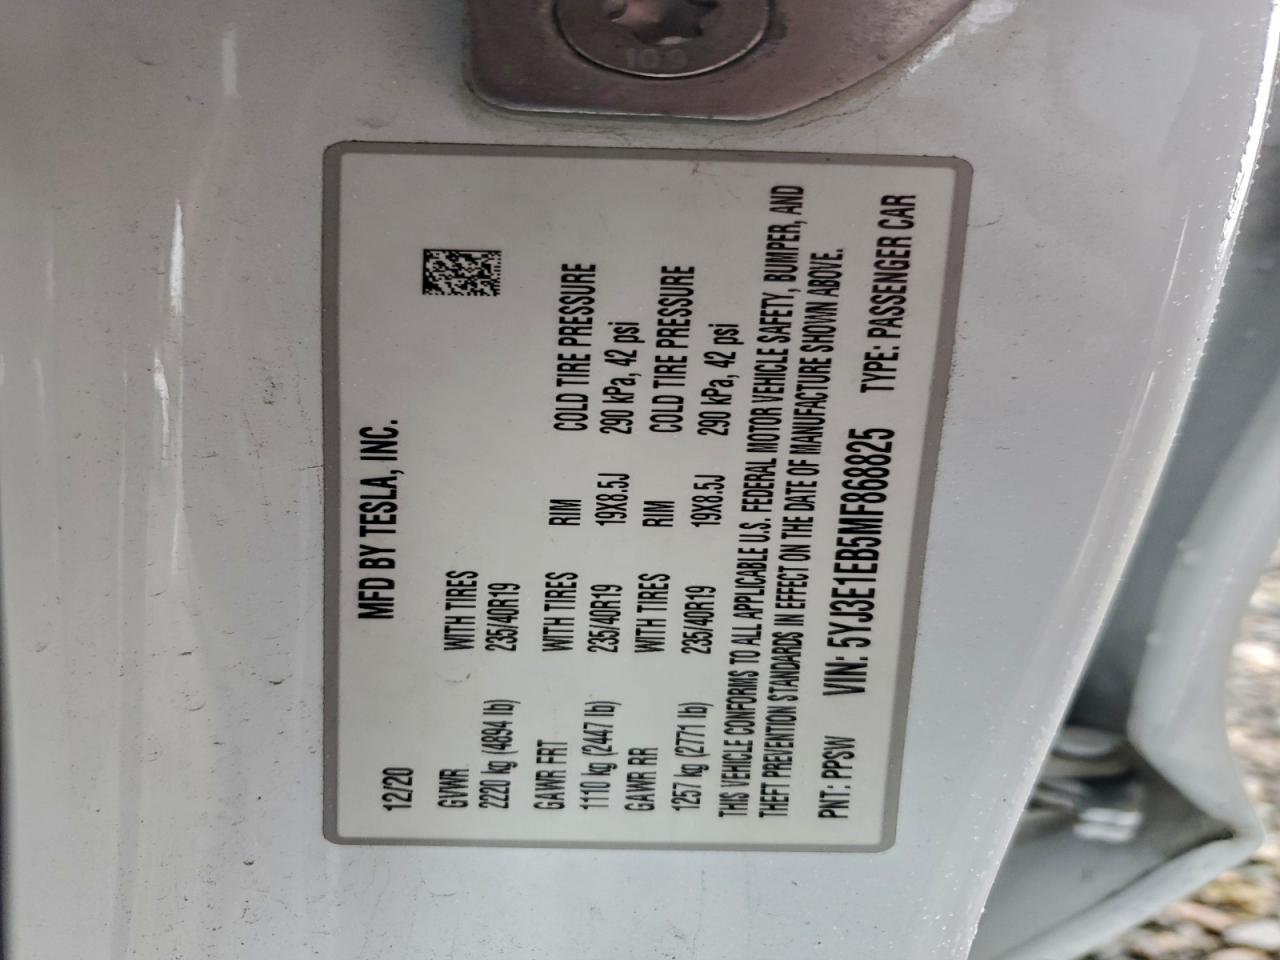 10.9
MFD BY TESLA, INC.
12/20
GVWR WITH TIRES
2220 kg (4894 lb) 235/40R19
GAWR FRT WITH TIRES RIM COLD TIRE PRESSURE
1110 kg (2447 lb) 235/40R19 19X8.5J 290 kPa, 42 psi
GAWR RR WITH TIRES RIM COLD TIRE PRESSURE
1257 kg (2771 lb) 235/40R19 19X8.5J 290 kPa, 42 psi
THIS VEHICLE CONFORMS TO ALL APPLICABLE U.S. FEDERAL MOTOR VEHICLE SAFETY, BUMPER, AND
THEFT PREVENTION STANDARDS IN EFFECT ON THE DATE OF MANUFACTURE SHOWN ABOVE.
PNT: PPSW VIN: 5YJ3E1EB5MF868825 TYPE: PASSENGER CAR